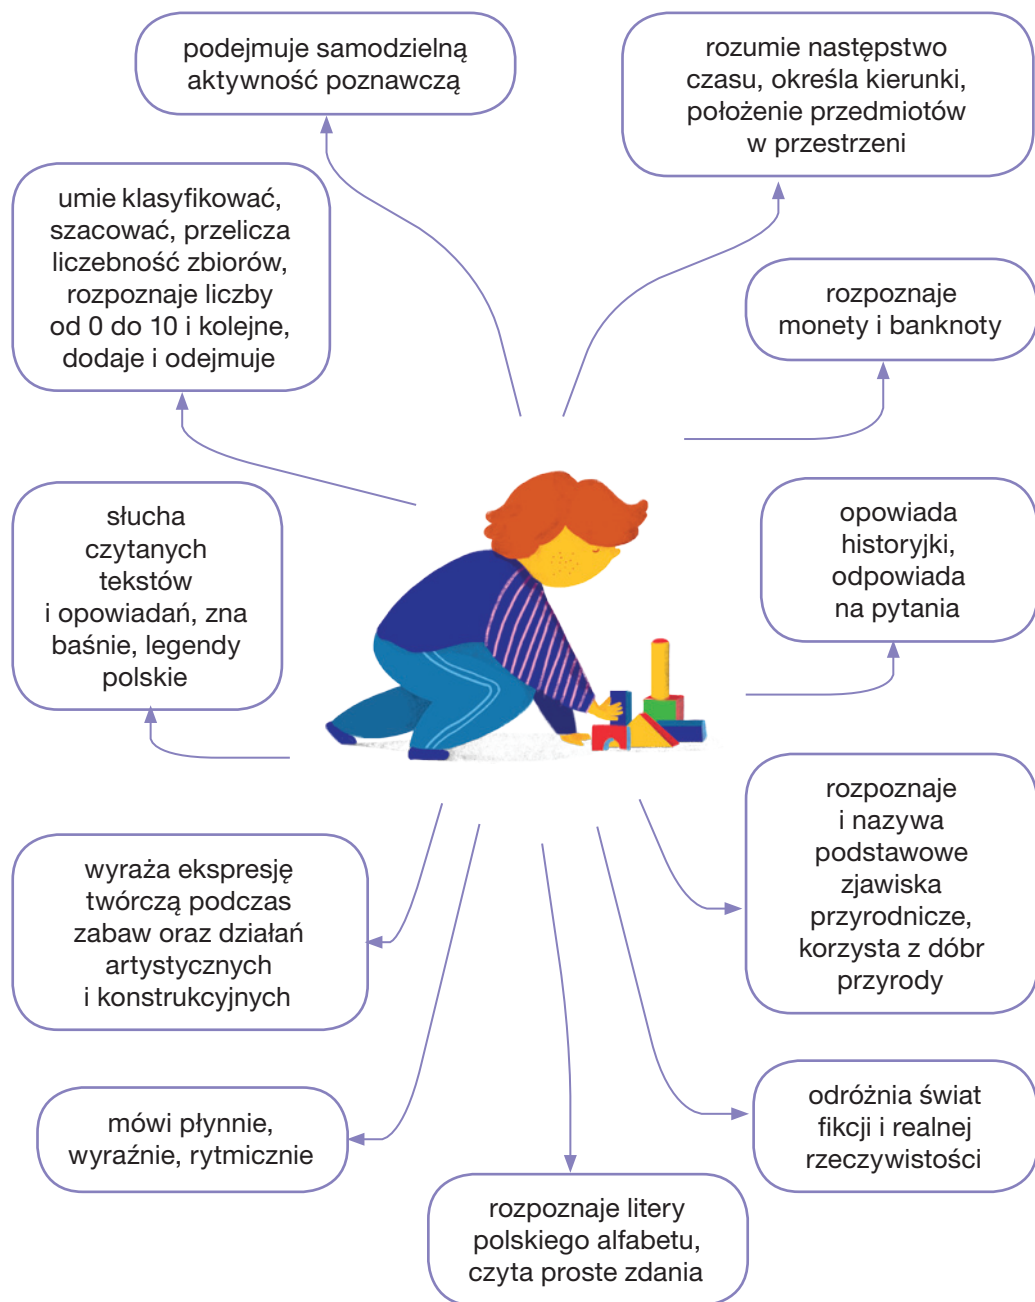 podejmuje samodzielną
aktywność poznawczą
rozumie następstwo
czasu, określa kierunki,
położenie przedmiotów
w przestrzeni
umie klasyfikować,
szacować, przelicza
liczebność zbiorów,
rozpoznaje liczby
od 0 do 10 i kolejne,
dodaje i odejmuje
rozpoznaje
monety i banknoty
słucha
czytanych
tekstów
i opowiadań, zna
baśnie, legendy
polskie
opowiada
historyjki,
odpowiada
na pytania
wyraża ekspresję
twórczą podczas
zabaw oraz działań
artystycznych
i konstrukcyjnych
rozpoznaje
i nazywa
podstawowe
zjawiska
przyrodnicze,
korzysta z dóbr
przyrody
mówi płynnie,
wyraźnie, rytmicznie
odróżnia świat
fikcji i realnej
rzeczywistości
rozpoznaje litery
polskiego alfabetu,
czyta proste zdania